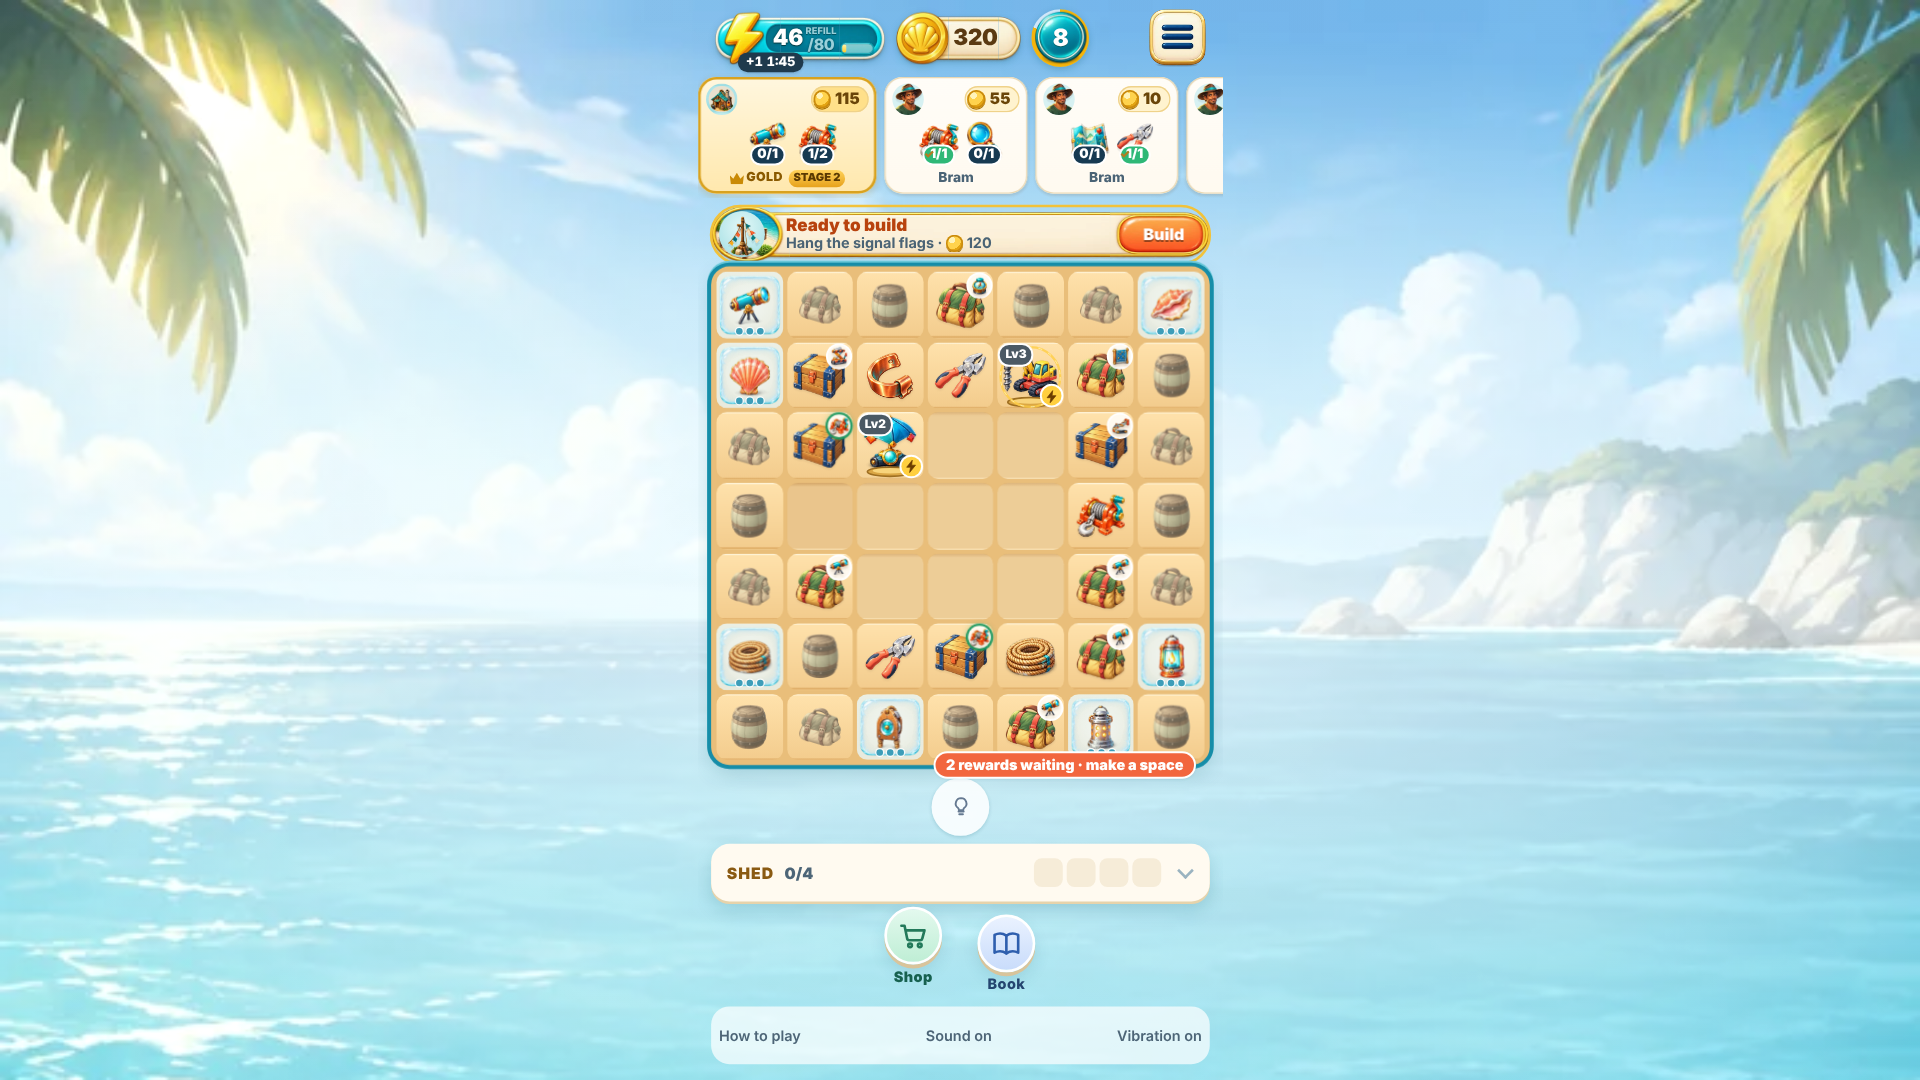 46 REFILL /80
+1 1:45
320
8
115
0/1 1/2
GOLD STAGE 2
55
1/1 0/1
Bram
10
0/1 1/1
Bram
Ready to build
Hang the signal flags · 120
Build
Lv3
Lv2
2 rewards waiting · make a space
SHED 0/4
Shop
Book
How to play
Sound on
Vibration on